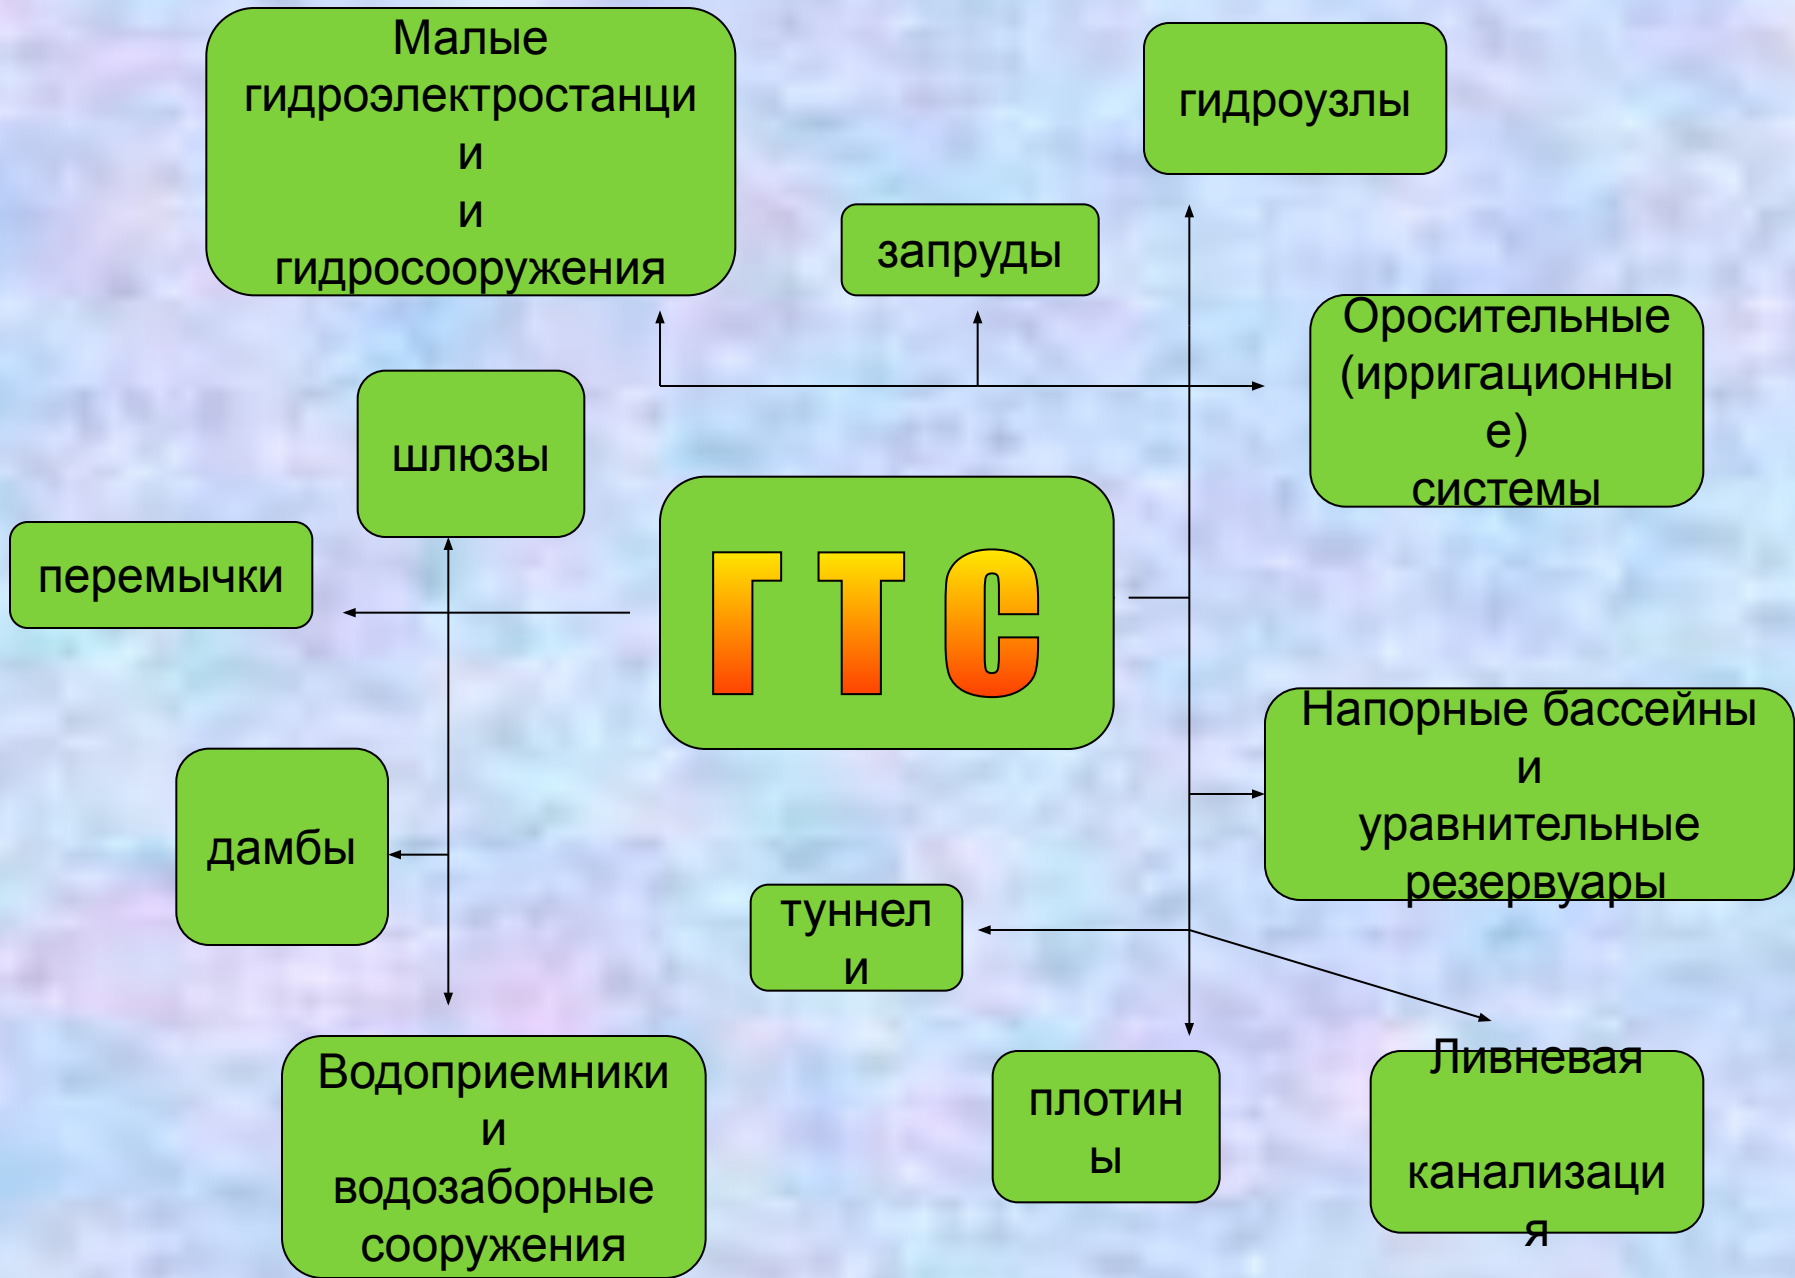 Малые
гидроэлектростанци
и
и
гидросооружения
гидроузлы
запруды
Оросительные
(ирригационны
е)
системы
шлюзы
перемычки
ГТС
Напорные бассейны
и
уравнительные
резервуары
дамбы
туннел
и
Водоприемники
и
водозаборные
сооружения
плотин
ы
Ливневая
канализаци
я